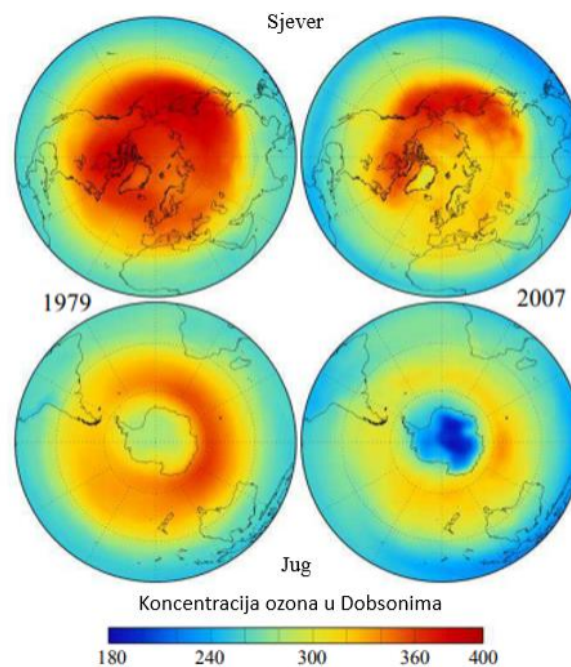 Sjever
1979
2007
Jug
Koncentracija ozona u Dobsonima
180 240 300 360 400